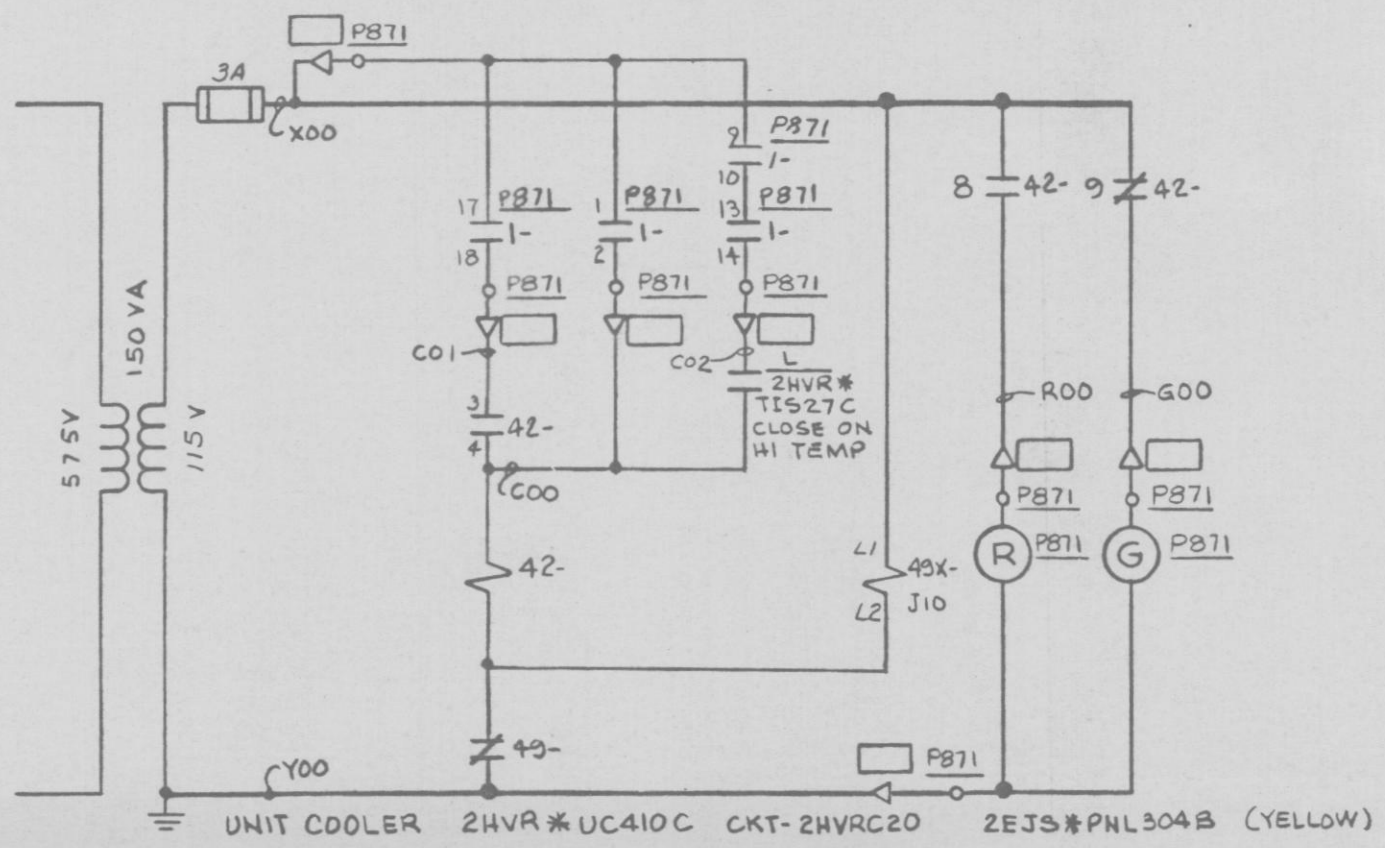 P871
3A
X00
2 P871
1-
10
17 P871
1-
18
1 P871
1-
2
13 P871
1-
14
8 42-
9 42-
P871
P871
P871
C01
C02
L
2HVR*
TIS27C
CLOSE ON
HI TEMP
3
42-
4
C00
150 VA
575V
115V
R00
G00
P871
P871
R P871
G P871
42-
L1
49X-
J10
L2
49-
Y00
P871
UNIT COOLER 2HVR*UC410C CKT-2HVRC20 2EJS*PNL304B (YELLOW)